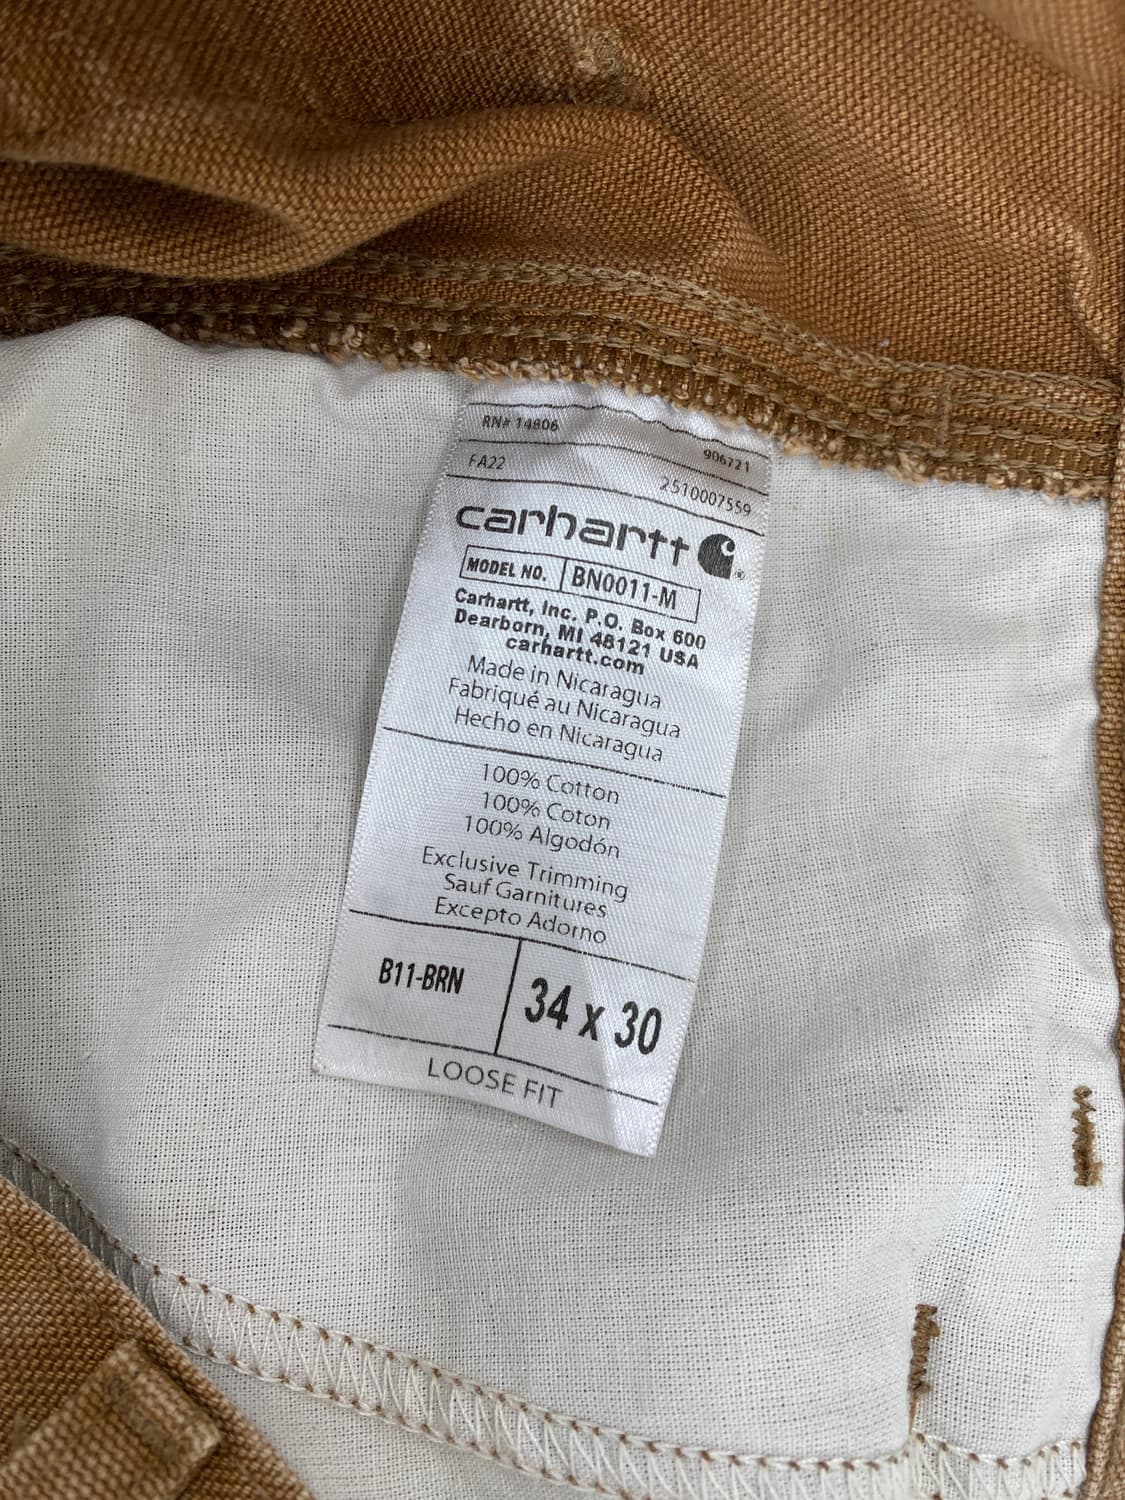 RN# 14806 906721
FA22 2510007559
carhartt
MODEL NO. BN0011-M
Carhartt, Inc. P.O. Box 600
Dearborn, MI 48121 USA
carhartt.com
Made in Nicaragua
Fabriqué au Nicaragua
Hecho en Nicaragua
100% Cotton
100% Coton
100% Algodón
Exclusive Trimming
Sauf Garnitures
Excepto Adorno
B11-BRN 34 x 30
LOOSE FIT